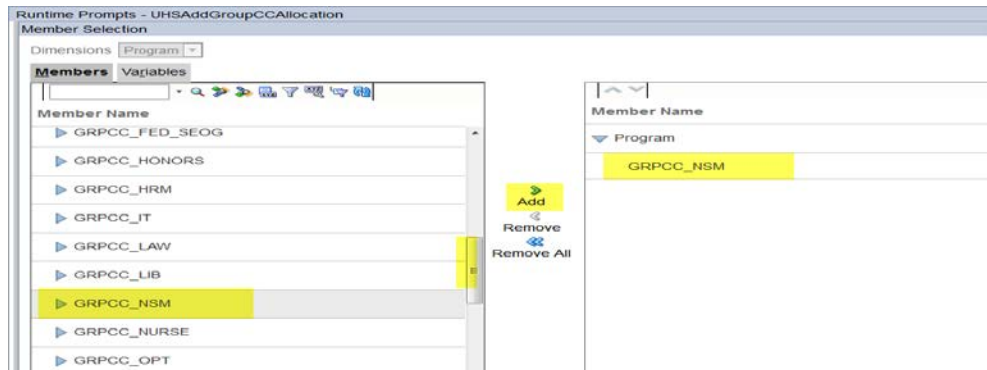 Runtime Prompts - UHSAddGroupCCAllocation
Member Selection
Dimensions Program
Members Variables
Member Name
GRPCC_FED_SEOG
GRPCC_HONORS
GRPCC_HRM
GRPCC_IT
GRPCC_LAW
GRPCC_LIB
GRPCC_NSM
GRPCC_NURSE
GRPCC_OPT
Add
Remove
Remove All
Member Name
Program
GRPCC_NSM